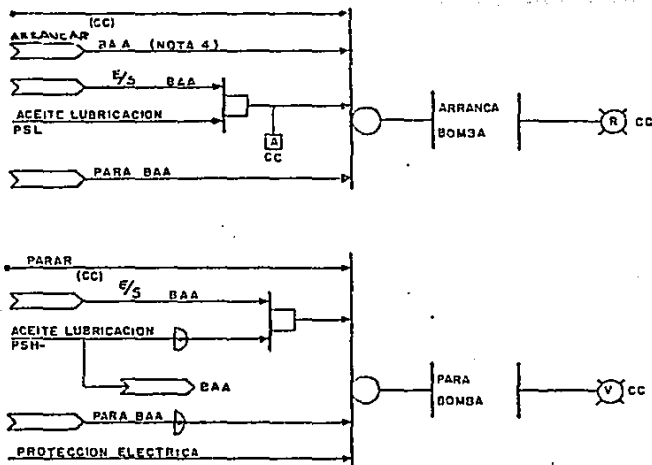 (CC)
ARRANCAR
BAA (NOTA 4)
E/S BAA
ACEITE LUBRICACION
PSL
A
CC
PARA BAA
ARRANCA
BOMBA
R CC
PARAR
(CC)
E/S BAA
ACEITE LUBRICACION
PSH-
BAA
PARA BAA
PROTECCION ELECTRICA
PARA
BOMBA
V CC